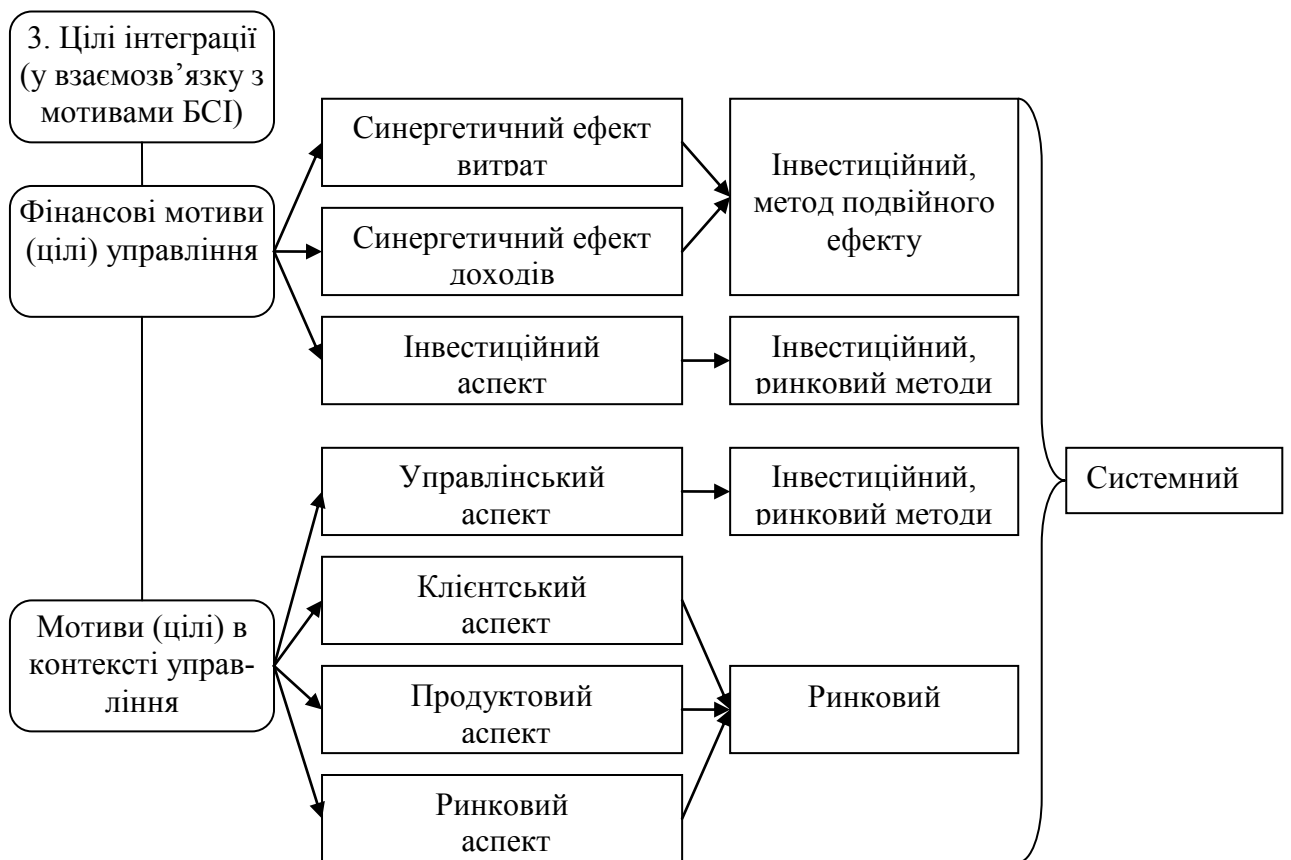 3. Цілі інтеграції
(у взаємозв’язку з
мотивами БСІ)
Фінансові мотиви
(цілі) управління
Синергетичний ефект
витрат
Синергетичний ефект
доходів
Інвестиційний
аспект
Інвестиційний,
метод подвійного
ефекту
Інвестиційний,
ринковий методи
Мотиви (цілі) в
контексті управ-
ління
Управлінський
аспект
Клієнтський
аспект
Продуктовий
аспект
Ринковий
аспект
Інвестиційний,
ринковий методи
Ринковий
Системний